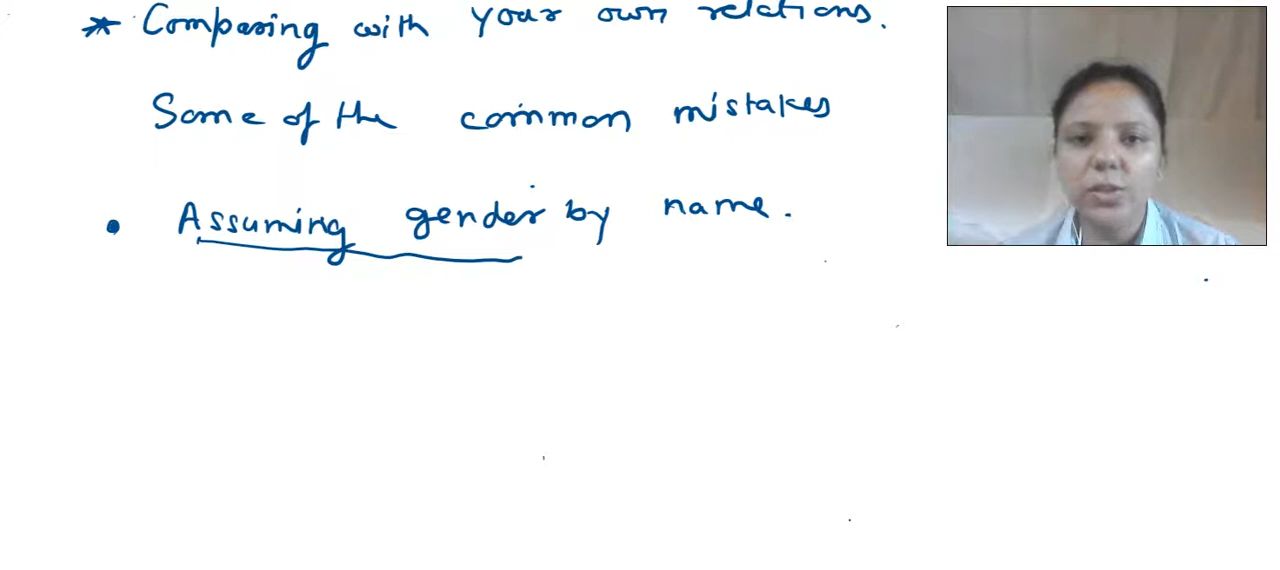 * Comparing with your own relations.
Some of the common mistakes
• Assuming gender by name.